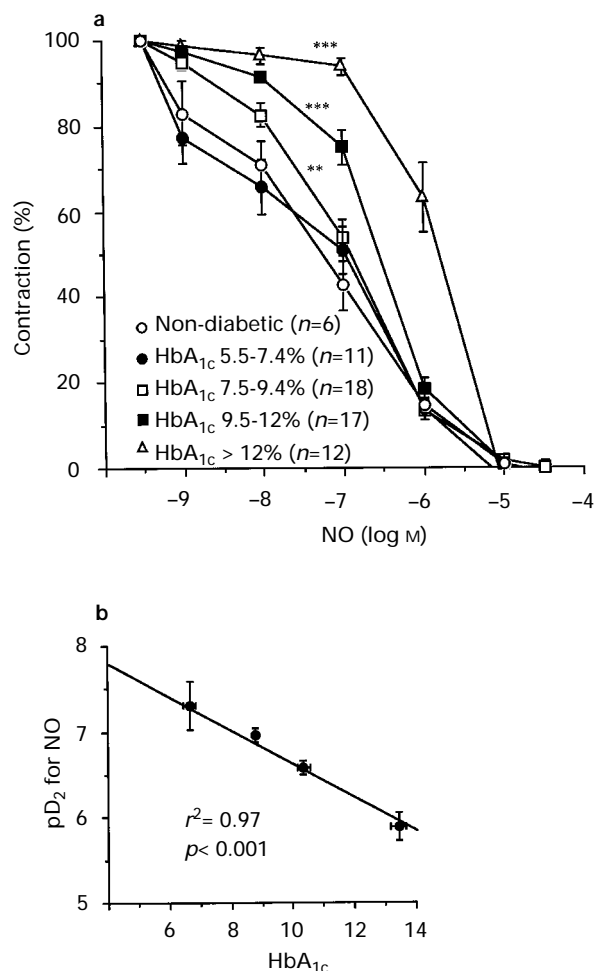 a
100
80
60
40
20
0
Contraction (%)
***
***
**
Non-diabetic (n=6)
HbA1c 5.5-7.4% (n=11)
HbA1c 7.5-9.4% (n=18)
HbA1c 9.5-12% (n=17)
HbA1c > 12% (n=12)
–9 –8 –7 –6 –5 –4
NO (log M)
b
8
7
6
5
pD2 for NO
r2= 0.97
p< 0.001
6 8 10 12 14
HbA1c